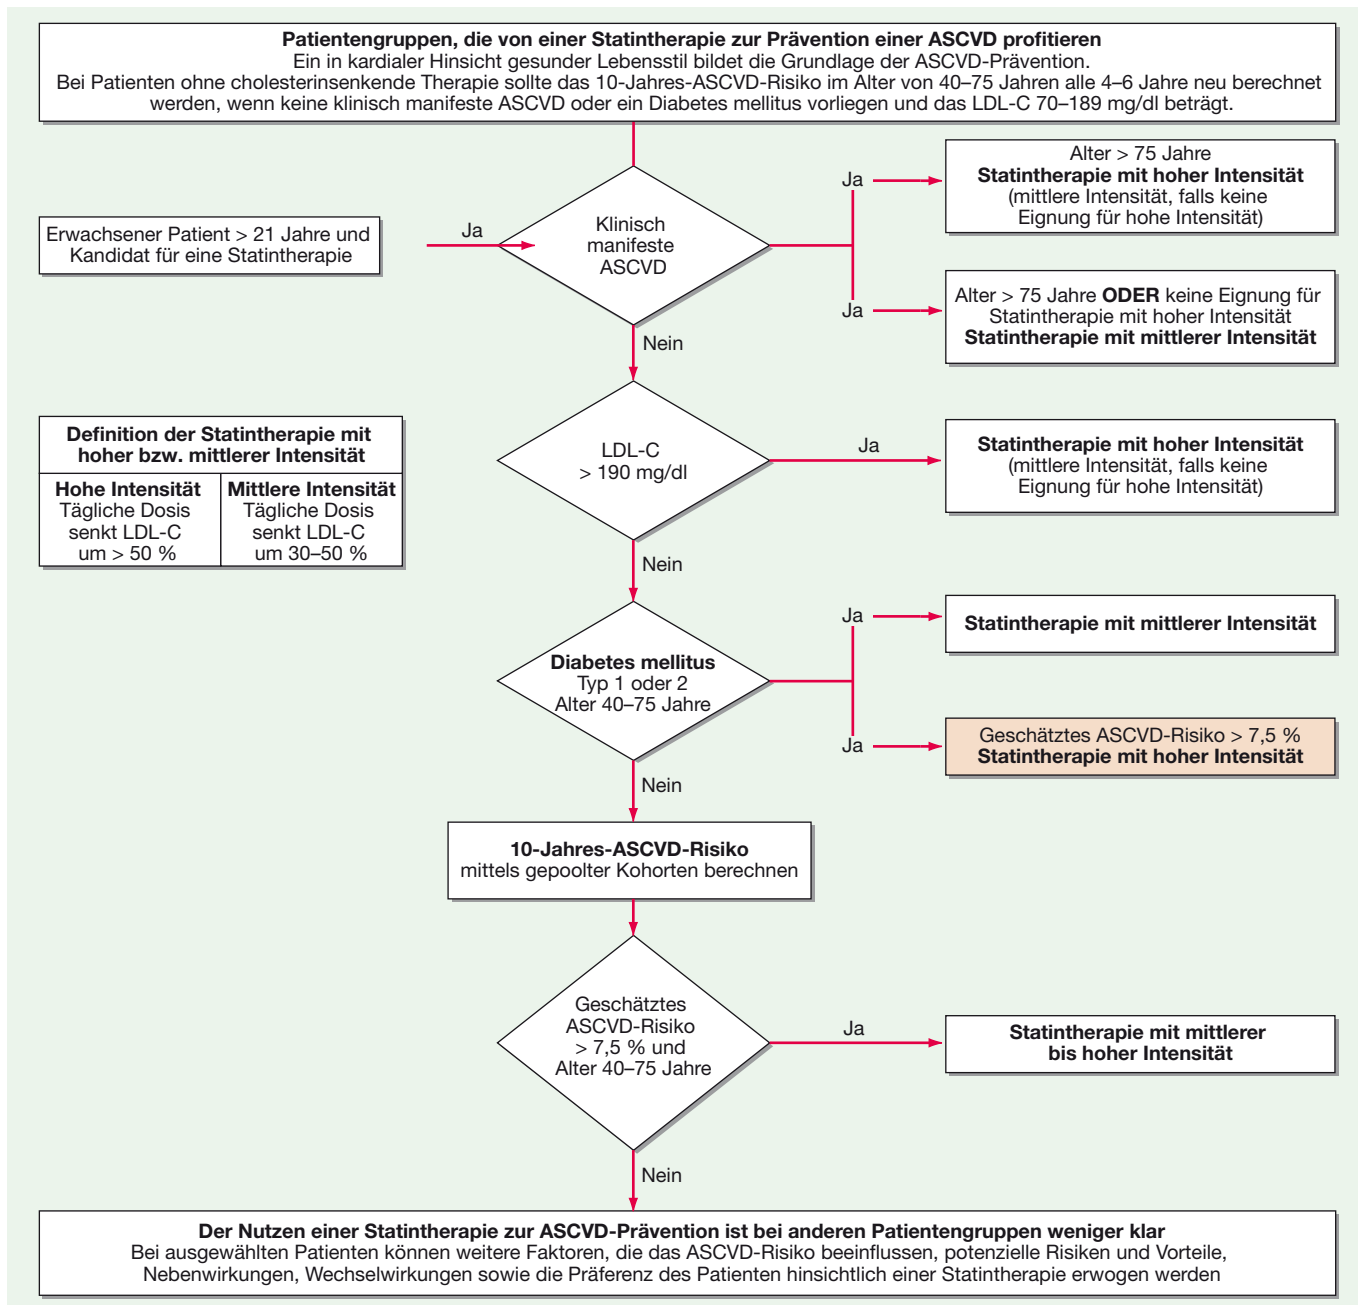 Patientengruppen, die von einer Statintherapie zur Prävention einer ASCVD profitieren
Ein in kardialer Hinsicht gesunder Lebensstil bildet die Grundlage der ASCVD-Prävention.
Bei Patienten ohne cholesterinsenkende Therapie sollte das 10-Jahres-ASCVD-Risiko im Alter von 40–75 Jahren alle 4–6 Jahre neu berechnet
werden, wenn keine klinisch manifeste ASCVD oder ein Diabetes mellitus vorliegen und das LDL-C 70–189 mg/dl beträgt.
Erwachsener Patient > 21 Jahre und
Kandidat für eine Statintherapie
Ja
Klinisch
manifeste
ASCVD
Ja
Alter > 75 Jahre
Statintherapie mit hoher Intensität
(mittlere Intensität, falls keine
Eignung für hohe Intensität)
Ja
Alter > 75 Jahre ODER keine Eignung für
Statintherapie mit hoher Intensität
Statintherapie mit mittlerer Intensität
Nein
Definition der Statintherapie mit
hoher bzw. mittlerer Intensität
Hohe Intensität
Tägliche Dosis
senkt LDL-C
um > 50 %
Mittlere Intensität
Tägliche Dosis
senkt LDL-C
um 30–50 %
LDL-C
> 190 mg/dl
Ja
Statintherapie mit hoher Intensität
(mittlere Intensität, falls keine
Eignung für hohe Intensität)
Nein
Diabetes mellitus
Typ 1 oder 2
Alter 40–75 Jahre
Ja
Statintherapie mit mittlerer Intensität
Ja
Geschätztes ASCVD-Risiko > 7,5 %
Statintherapie mit hoher Intensität
Nein
10-Jahres-ASCVD-Risiko
mittels gepoolter Kohorten berechnen
Geschätztes
ASCVD-Risiko
> 7,5 % und
Alter 40–75 Jahre
Ja
Statintherapie mit mittlerer
bis hoher Intensität
Nein
Der Nutzen einer Statintherapie zur ASCVD-Prävention ist bei anderen Patientengruppen weniger klar
Bei ausgewählten Patienten können weitere Faktoren, die das ASCVD-Risiko beeinflussen, potenzielle Risiken und Vorteile,
Nebenwirkungen, Wechselwirkungen sowie die Präferenz des Patienten hinsichtlich einer Statintherapie erwogen werden